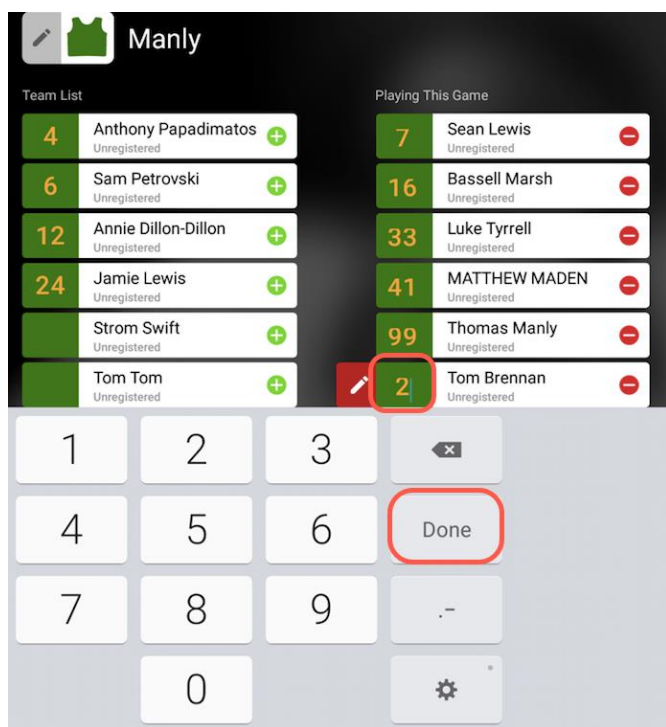 Manly
Team List
4 Anthony Papadimatos
Unregistered
6 Sam Petrovski
Unregistered
12 Annie Dillon-Dillon
Unregistered
24 Jamie Lewis
Unregistered
Strom Swift
Unregistered
Tom Tom
Unregistered
Playing This Game
7 Sean Lewis
Unregistered
16 Bassell Marsh
Unregistered
33 Luke Tyrrell
Unregistered
41 MATTHEW MADEN
Unregistered
99 Thomas Manly
Unregistered
2 Tom Brennan
Unregistered
1 2 3
4 5 6 Done
7 8 9 .-
0